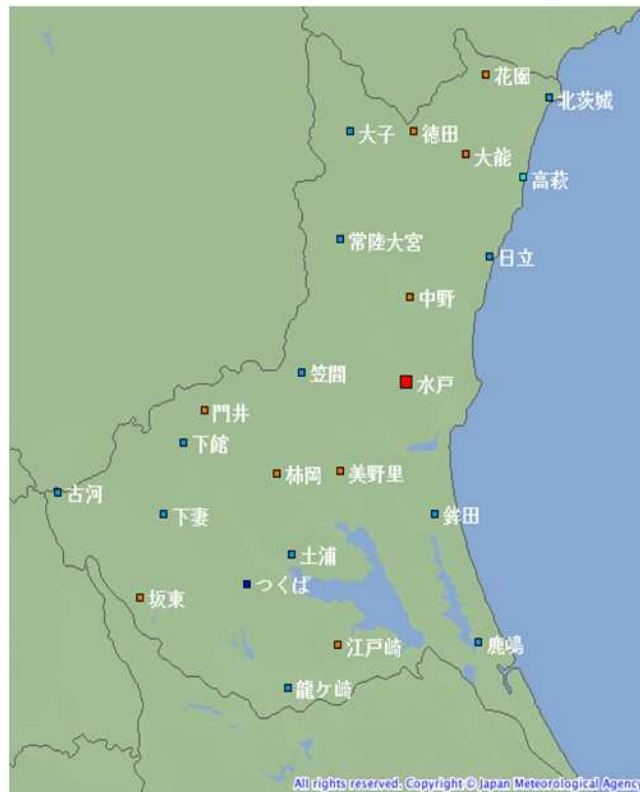 花園
北茨城
大子
徳田
大能
高萩
常陸大宮
日立
中野
笠間
水戸
門井
下館
柿岡
美野里
古河
下妻
鉾田
土浦
つくば
坂東
江戸崎
鹿嶋
龍ケ崎
All rights reserved. Copyright © Japan Meteorological Agency